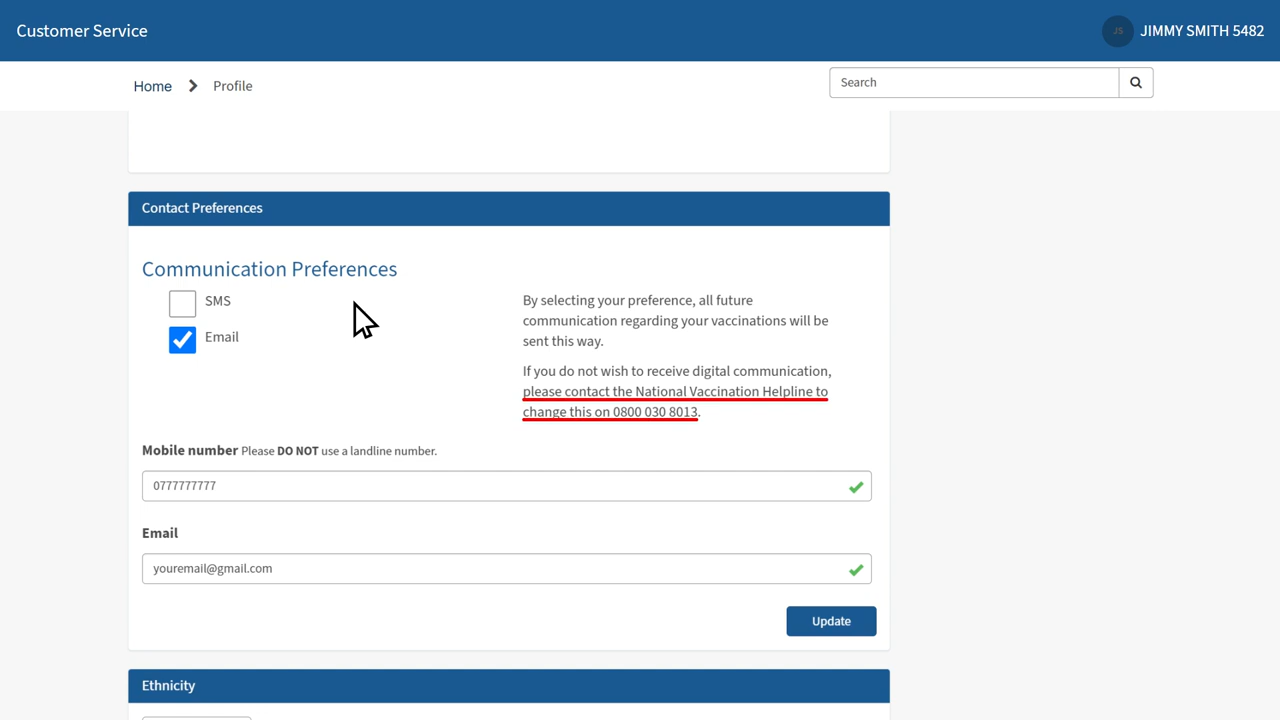 Customer Service
JS
JIMMY SMITH 5482
Home
Profile
Search
Contact Preferences
Communication Preferences
SMS
Email
By selecting your preference, all future
communication regarding your vaccinations will be
sent this way.
If you do not wish to receive digital communication,
please contact the National Vaccination Helpline to
change this on 0800 030 8013.
Mobile number Please DO NOT use a landline number.
0777777777
Email
youremail@gmail.com
Update
Ethnicity